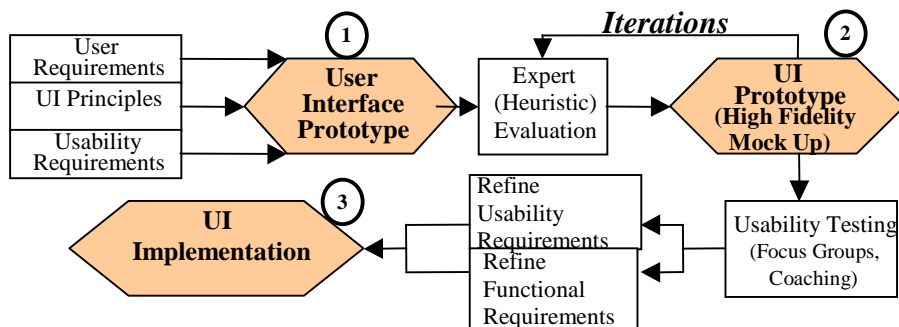 User
Requirements
UI Principles
Usability
Requirements
1
User
Interface
Prototype
Iterations
Expert
(Heuristic)
Evaluation
2
UI
Prototype
(High Fidelity
Mock Up)
Usability Testing
(Focus Groups,
Coaching)
Refine
Usability
Requirements
Refine
Functional
Requirements
3
UI
Implementation